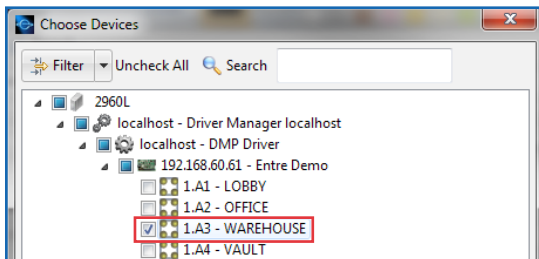 Choose Devices
Filter Uncheck All Search
2960L
localhost - Driver Manager localhost
localhost - DMP Driver
192.168.60.61 - Entre Demo
1.A1 - LOBBY
1.A2 - OFFICE
1.A3 - WAREHOUSE
1.A4 - VAULT